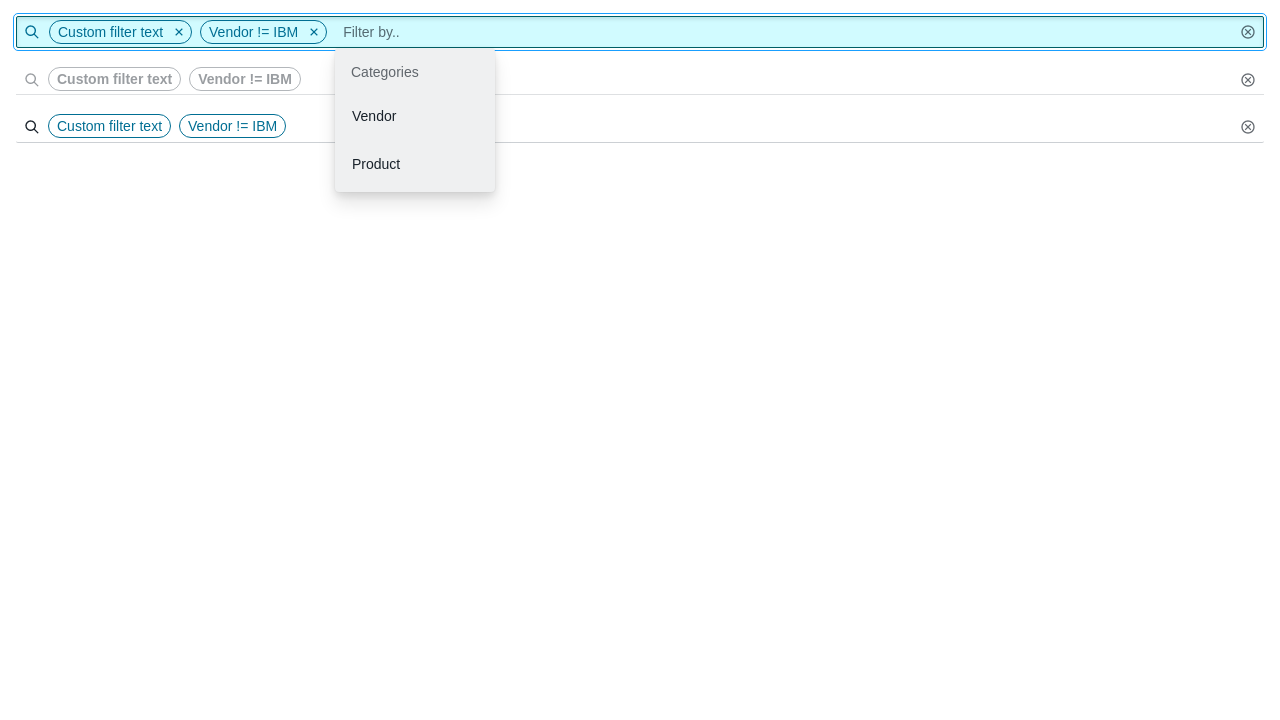 Custom filter text Vendor != IBM Filter by..
Categories
Custom filter text Vendor != IBM
Vendor
Custom filter text Vendor != IBM
Product